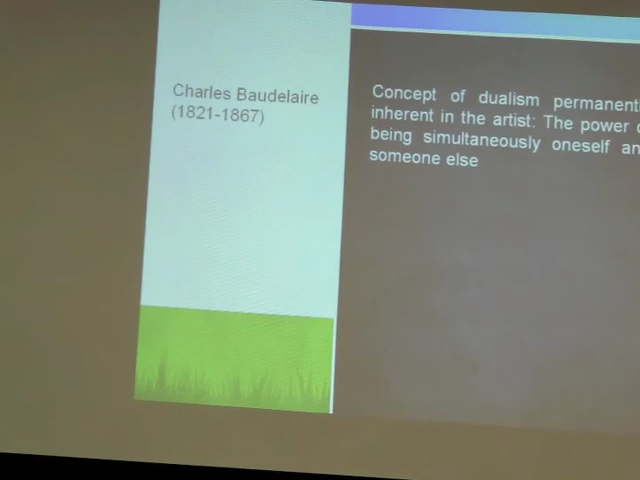 Charles Baudelaire
(1821-1867)
Concept of dualism
inherent in the artist: The power
being simultaneously oneself
someone else